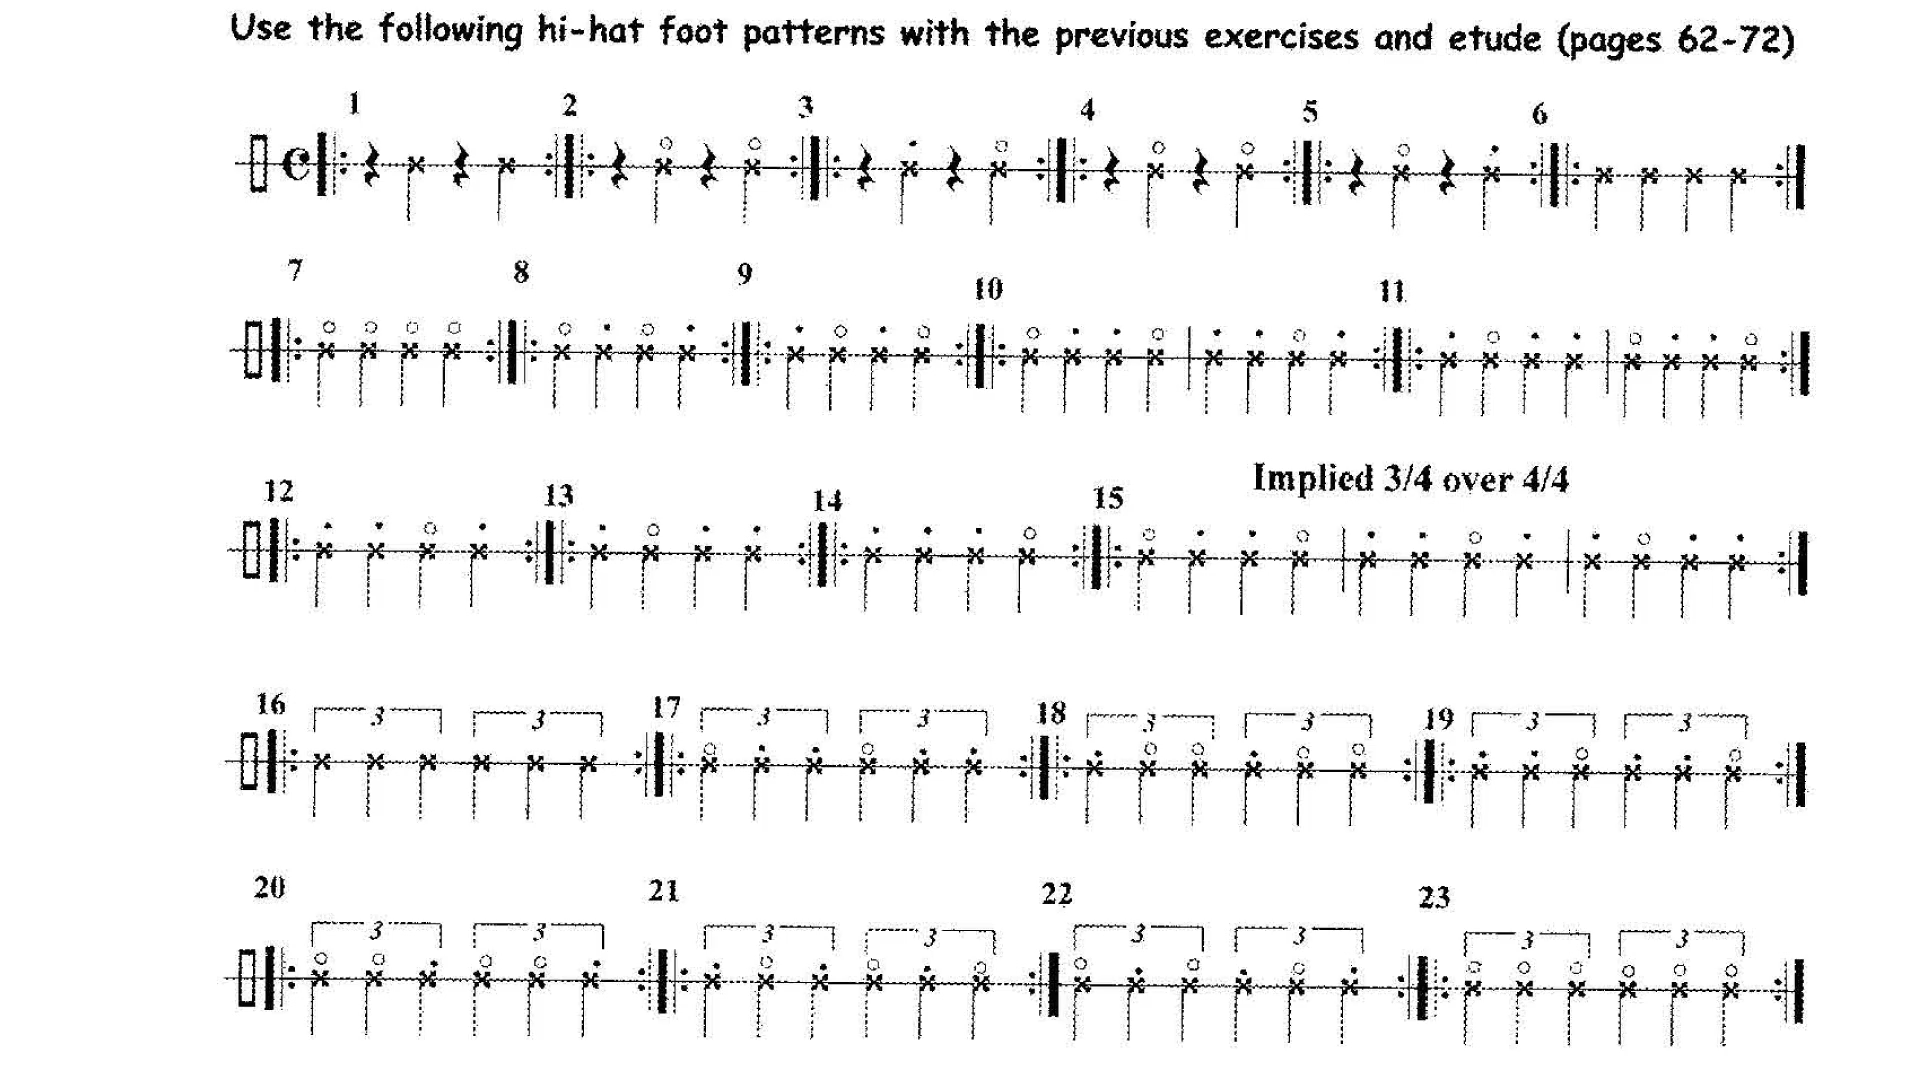 Use the following hi-hat foot patterns with the previous exercises and etude (pages 62-72)
1 2 3 4 5 6
7 8 9 10 11
Implied 3/4 over 4/4
12 13 14 15
16 3 3 17 3 3 18 3 3 19 3 3
20 3 3 21 3 3 22 3 3 23 3 3